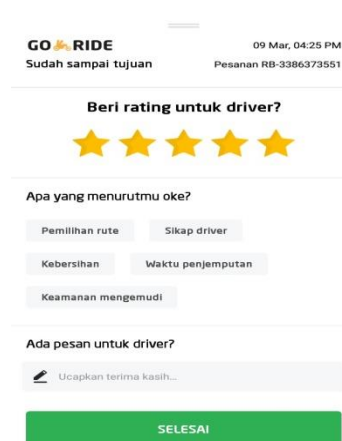 GO RIDE
09 Mar, 04:25 PM
Sudah sampai tujuan
Pesanan RB-3386373551
Beri rating untuk driver?
Apa yang menurutmu oke?
Pemilihan rute
Sikap driver
Kebersihan
Waktu penjemputan
Keamanan mengemudi
Ada pesan untuk driver?
Ucapkan terima kasih...
SELESAI